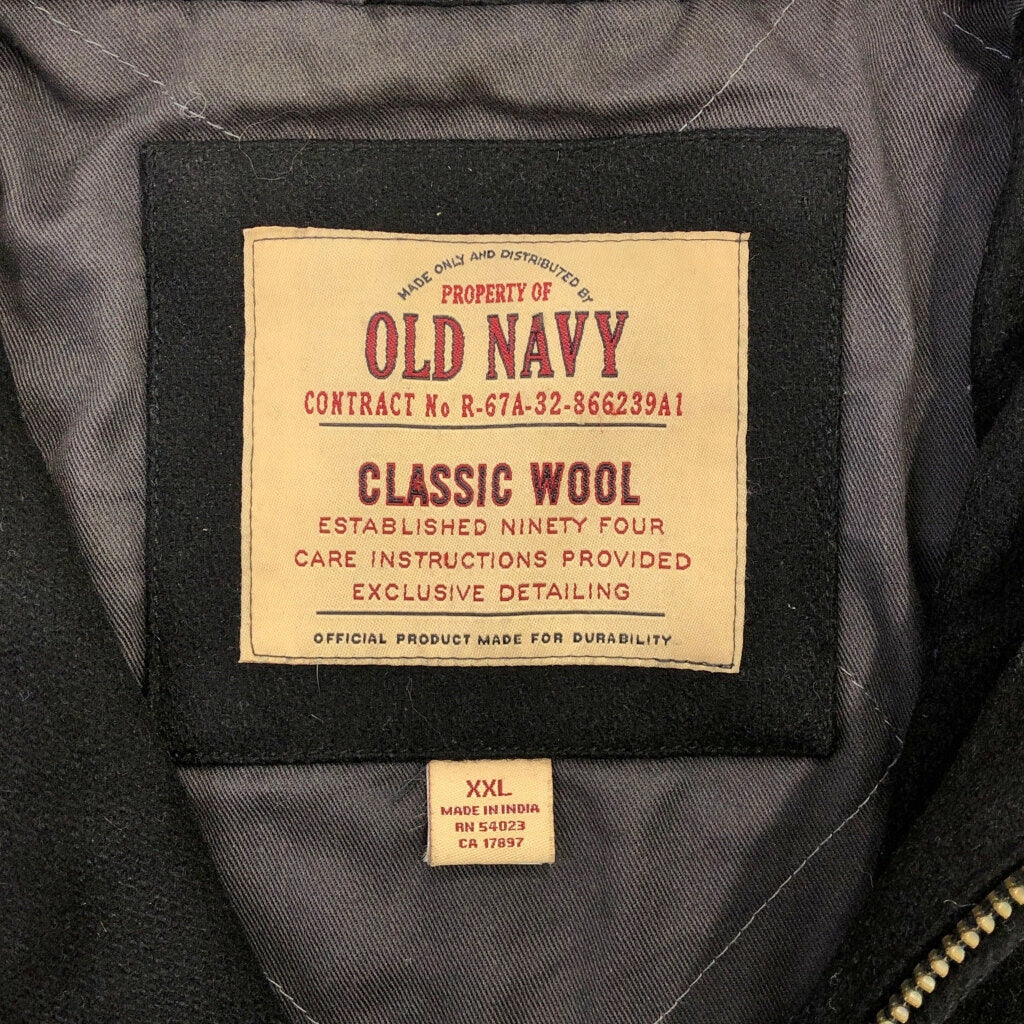 MADE ONLY AND DISTRIBUTED BY
PROPERTY OF
OLD NAVY
CONTRACT No R-67A-32-866239A1
CLASSIC WOOL
ESTABLISHED NINETY FOUR
CARE INSTRUCTIONS PROVIDED
EXCLUSIVE DETAILING
OFFICIAL PRODUCT MADE FOR DURABILITY
XXL
MADE IN INDIA
RN 54023
CA 17897